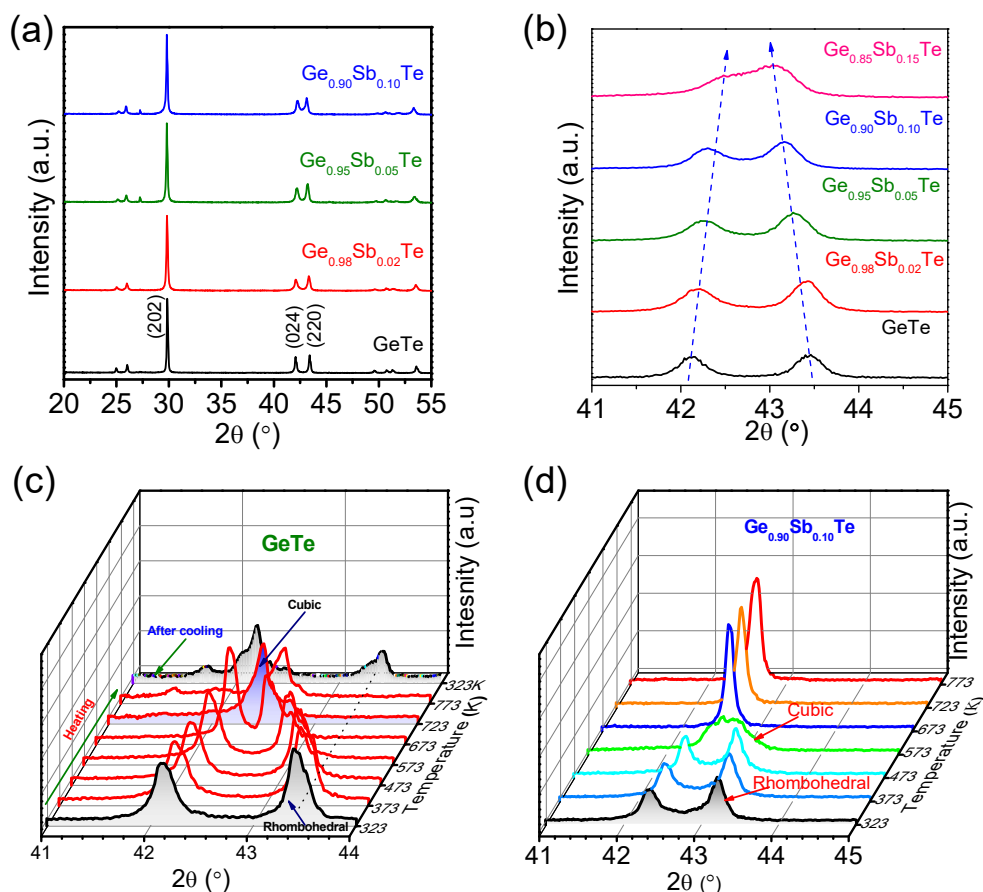 (a)
Intensity (a.u.)
Ge0.90Sb0.10Te
Ge0.95Sb0.05Te
Ge0.98Sb0.02Te
(202)
(024)
(220)
GeTe
20 25 30 35 40 45 50 55
2θ (°)
(b)
Intensity (a.u.)
Ge0.85Sb0.15Te
Ge0.90Sb0.10Te
Ge0.95Sb0.05Te
Ge0.98Sb0.02Te
GeTe
41 42 43 44 45
2θ (°)
(c)
GeTe
Cubic
After cooling
Heating
Rhombohedral
Intesnity (a.u)
323K
773
723
673
573
473
373
323
Temperature (K)
41 42 43 44
2θ (°)
(d)
Ge0.90Sb0.10Te
Cubic
Rhombohedral
Intensity (a.u.)
773
673
573
473
373
323
Temperature (K)
41 42 43 44 45
2θ (°)